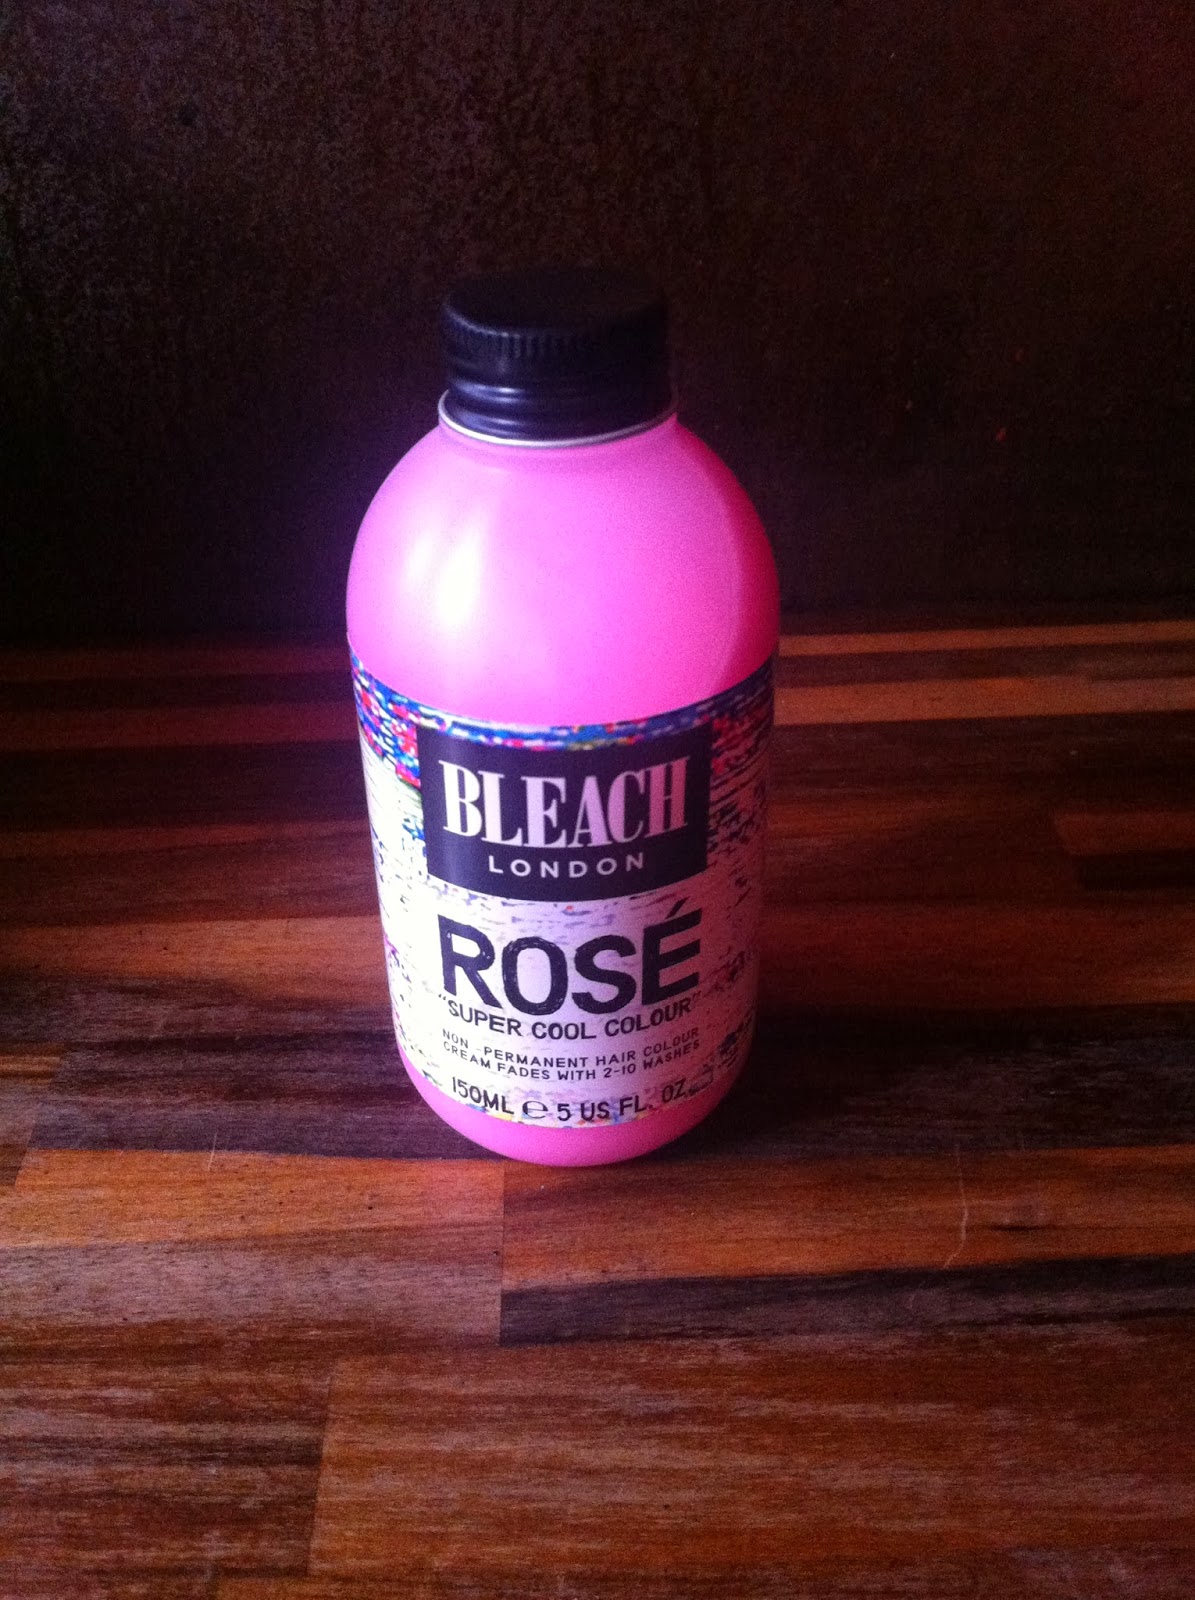 BLEACH
LONDON
ROSÉ
"SUPER COOL COLOUR"
NON PERMANENT HAIR COLOUR
CREAM FADES WITH 2-10 WASHES
150ML ℮ 5 US FL. OZ.